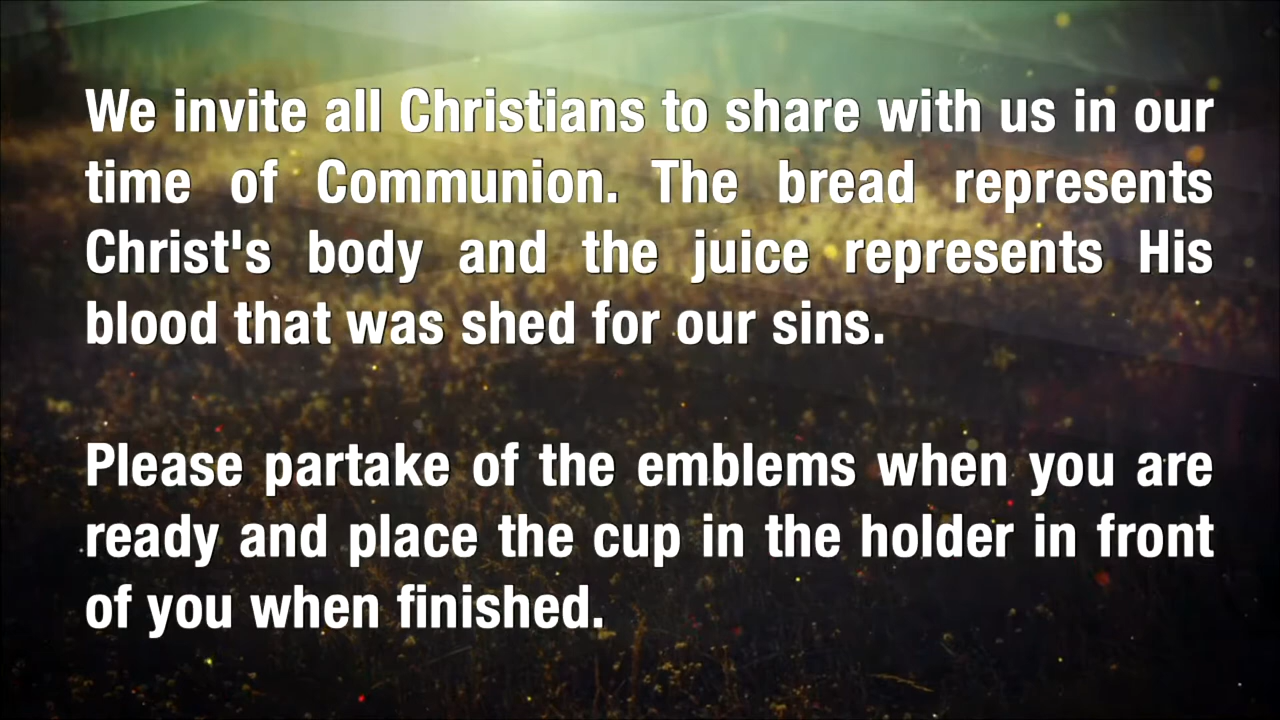 We invite all Christians to share with us in our
time of Communion. The bread represents
Christ's body and the juice represents His
blood that was shed for our sins.
Please partake of the emblems when you are
ready and place the cup in the holder in front
of you when finished.